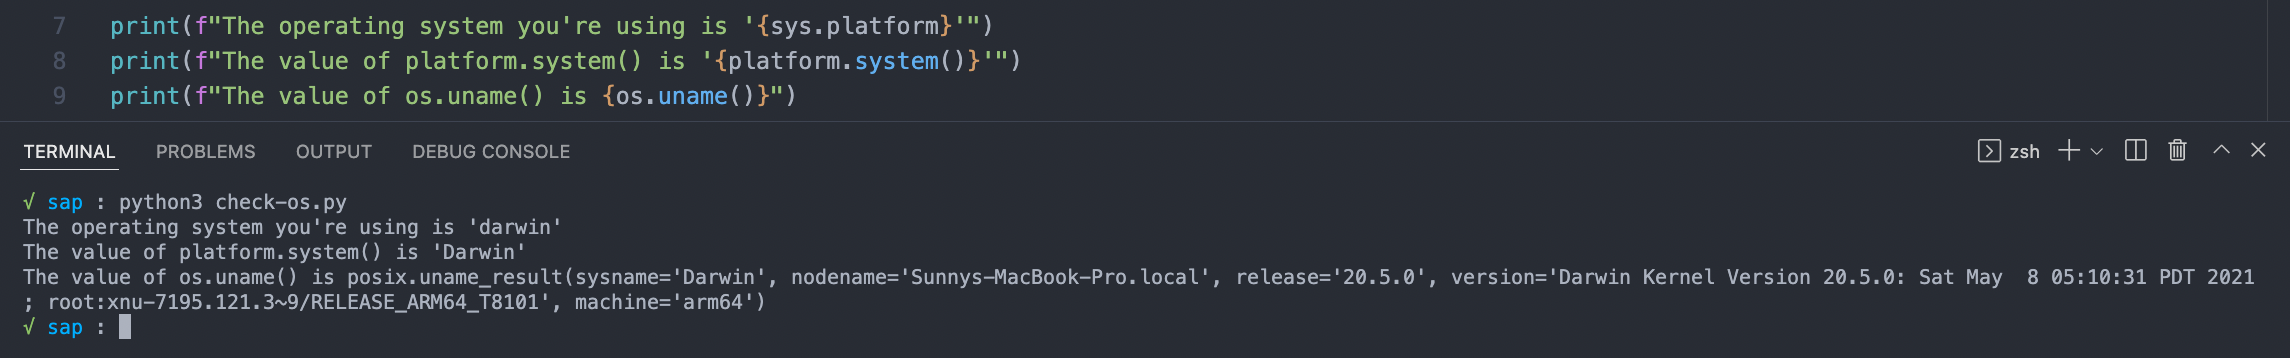 7 print(f"The operating system you're using is '{sys.platform}'")
8 print(f"The value of platform.system() is '{platform.system()}'")
9 print(f"The value of os.uname() is {os.uname()}")
TERMINAL PROBLEMS OUTPUT DEBUG CONSOLE zsh
√ sap : python3 check-os.py
The operating system you're using is 'darwin'
The value of platform.system() is 'Darwin'
The value of os.uname() is posix.uname_result(sysname='Darwin', nodename='Sunnys-MacBook-Pro.local', release='20.5.0', version='Darwin Kernel Version 20.5.0: Sat May  8 05:10:31 PDT 2021
; root:xnu-7195.121.3~9/RELEASE_ARM64_T8101', machine='arm64')
√ sap :